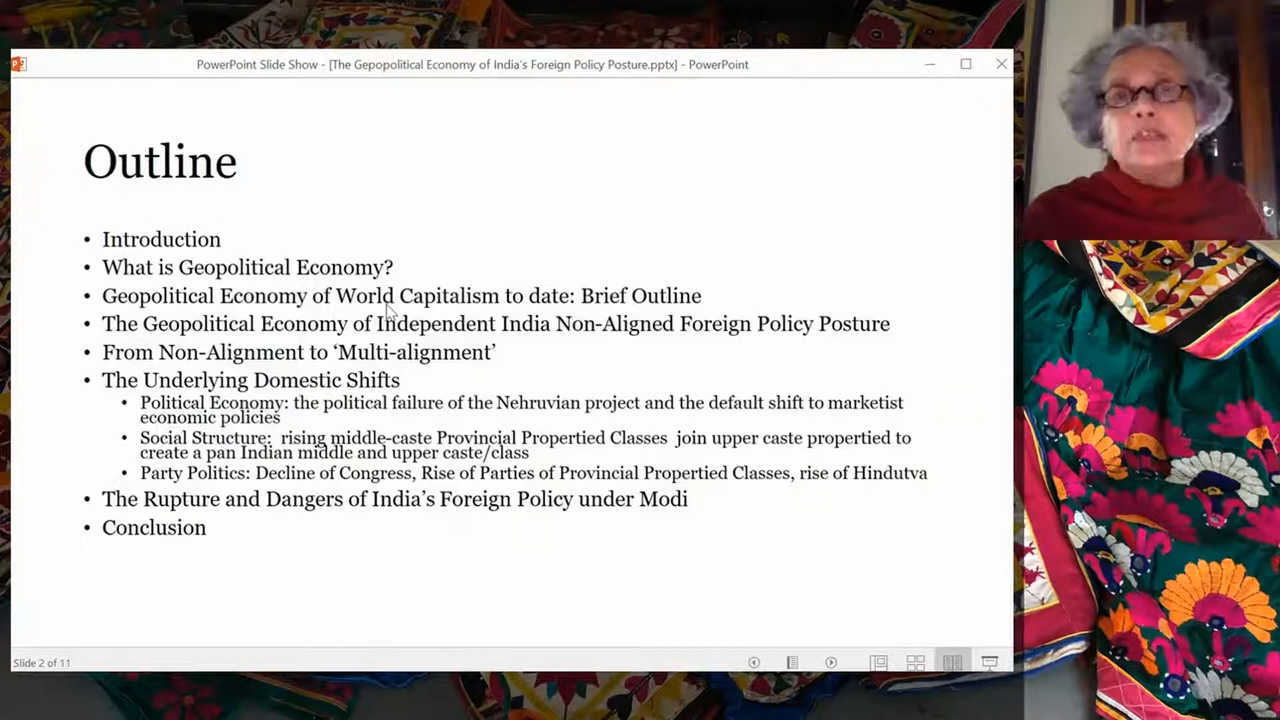 PowerPoint Slide Show - [The Gepopolitical Economy of India's Foreign Policy Posture.pptx] - PowerPoint
Outline
• Introduction
• What is Geopolitical Economy?
• Geopolitical Economy of World Capitalism to date: Brief Outline
• The Geopolitical Economy of Independent India Non-Aligned Foreign Policy Posture
• From Non-Alignment to ‘Multi-alignment’
• The Underlying Domestic Shifts
• Political Economy: the political failure of the Nehruvian project and the default shift to marketist
economic policies
• Social Structure: rising middle-caste Provincial Propertied Classes join upper caste propertied to
create a pan Indian middle and upper caste/class
• Party Politics: Decline of Congress, Rise of Parties of Provincial Propertied Classes, rise of Hindutva
• The Rupture and Dangers of India’s Foreign Policy under Modi
• Conclusion
Slide 2 of 11